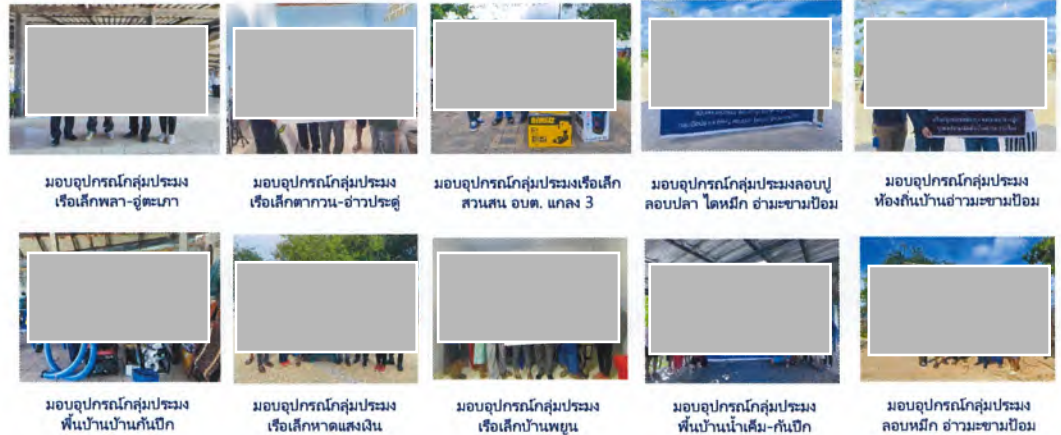 มอบอุปกรณ์กลุ่มประมง
เรือเล็กพลา-อู่ตะเภา
มอบอุปกรณ์กลุ่มประมง
เรือเล็กตากวน-อ่าวประดู่
มอบอุปกรณ์กลุ่มประมงเรือเล็ก
สวนสน อบต. แกลง 3
มอบอุปกรณ์กลุ่มประมงลอบปู
ลอบปลา ไดหมึก อ่ามะขามป้อม
มอบอุปกรณ์กลุ่มประมง
ท้องถิ่นบ้านอ่าวมะขามป้อม
มอบอุปกรณ์กลุ่มประมง
พื้นบ้านบ้านก้นปึก
มอบอุปกรณ์กลุ่มประมง
เรือเล็กหาดแสงเงิน
มอบอุปกรณ์กลุ่มประมง
เรือเล็กบ้านพยูน
มอบอุปกรณ์กลุ่มประมง
พื้นบ้านน้ำเค็ม-ก้นปึก
มอบอุปกรณ์กลุ่มประมง
ลอบหมึก อ่าวมะขามป้อม